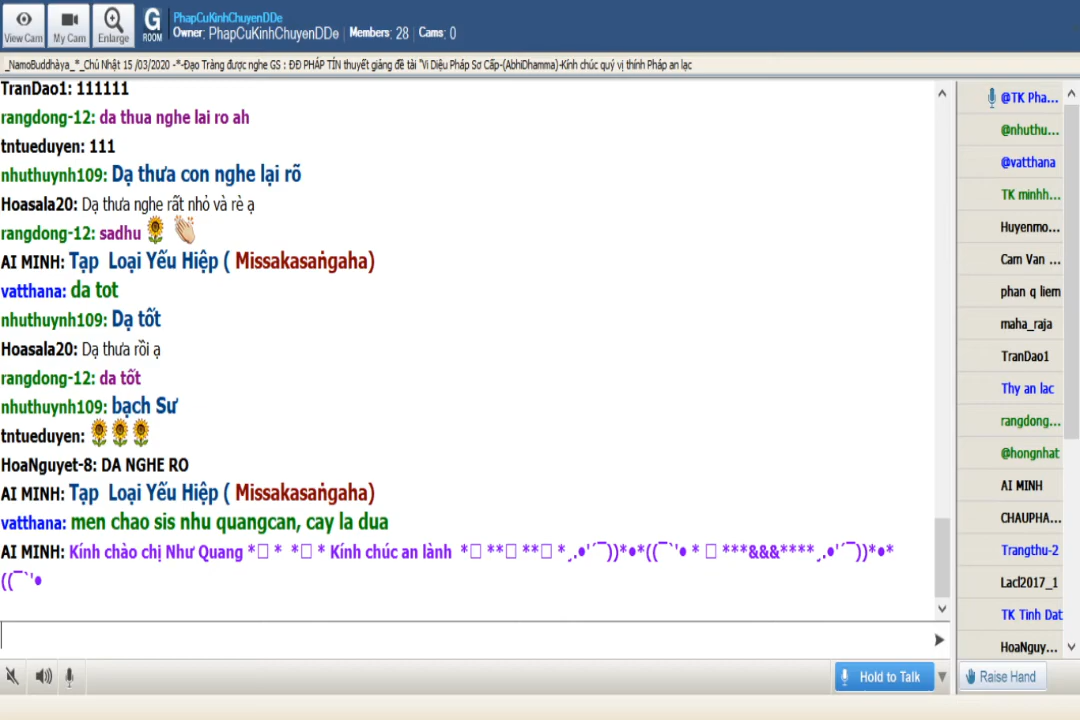 View Cam
My Cam
Enlarge
G
ROOM
PhapCuKinhChuyenDDe
Owner: PhapCuKinhChuyenDDe Members: 28 Cams: 0
_NamoBuddhàya_*_Chủ Nhật 15 /03/2020 -*-Đạo Tràng được nghe GS : ĐĐ PHÁP TÍN thuyết giảng đề tài "Vi Diệu Pháp Sơ Cấp-(AbhiDhamma)-Kính chúc quý vị thính Pháp an lạc
TranDao1: 111111
rangdong-12: da thua nghe lai ro ah
tntueduyen: 111
nhuthuynh109: Dạ thưa con nghe lại rõ
Hoasala20: Dạ thưa nghe rất nhỏ và rè ạ
rangdong-12: sadhu 🌻 👏
AI MINH: Tạp Loại Yếu Hiệp ( Missakasaṅgaha)
vatthana: da tot
nhuthuynh109: Dạ tốt
Hoasala20: Dạ thưa rồi ạ
rangdong-12: da tốt
nhuthuynh109: bạch Sư
tntueduyen: 🌻🌻🌻
HoaNguyet-8: DA NGHE RO
AI MINH: Tạp Loại Yếu Hiệp ( Missakasaṅgaha)
vatthana: men chao sis nhu quangcan, cay la dua
AI MINH: Kính chào chị Như Quang *▯ * *▯ * Kính chúc an lành *▯ **▯ **▯ *¸.•'´¯))*•*((¯`'• * ▯ ***&&&****¸.•'´¯))*•*
((¯`'•
@TK Pha...
@nhuthu...
@vatthana
TK minhh...
Huyenmo...
Cam Van ...
phan q liem
maha_raja
TranDao1
Thy an lac
rangdong...
@hongnhat
AI MINH
CHAUPHA...
Trangthu-2
Lacl2017_1
TK Tinh Dat
HoaNguy...
Hold to Talk
Raise Hand